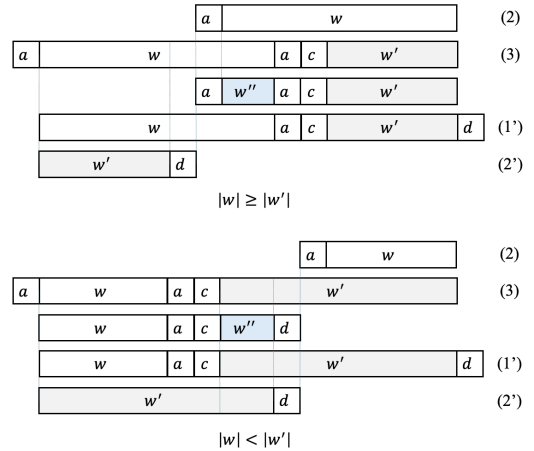 a w (2)
a w a c w′ (3)
a w″ a c w′
w a c w′ d (1’)
w′ d (2’)
|w| ≥ |w′|
a w (2)
a w a c w′ (3)
w a c w″ d
w a c w′ d (1’)
w′ d (2’)
|w| < |w′|